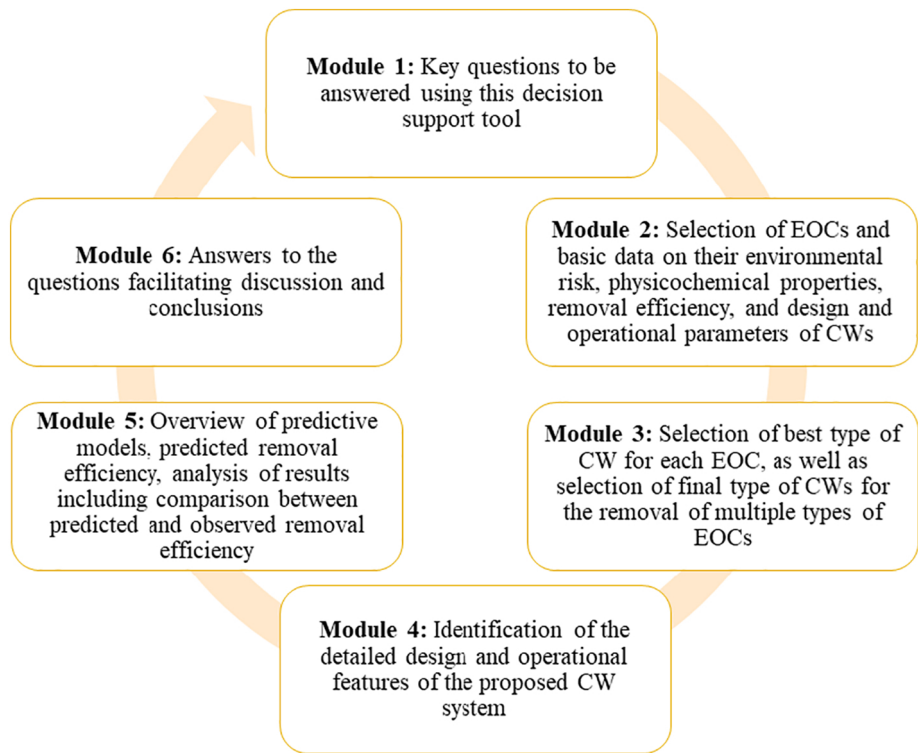 Module 1: Key questions to be
answered using this decision
support tool
Module 2: Selection of EOCs and
basic data on their environmental
risk, physicochemical properties,
removal efficiency, and design and
operational parameters of CWs
Module 3: Selection of best type of
CW for each EOC, as well as
selection of final type of CWs for
the removal of multiple types of
EOCs
Module 4: Identification of the
detailed design and operational
features of the proposed CW
system
Module 5: Overview of predictive
models, predicted removal
efficiency, analysis of results
including comparison between
predicted and observed removal
efficiency
Module 6: Answers to the
questions facilitating discussion and
conclusions